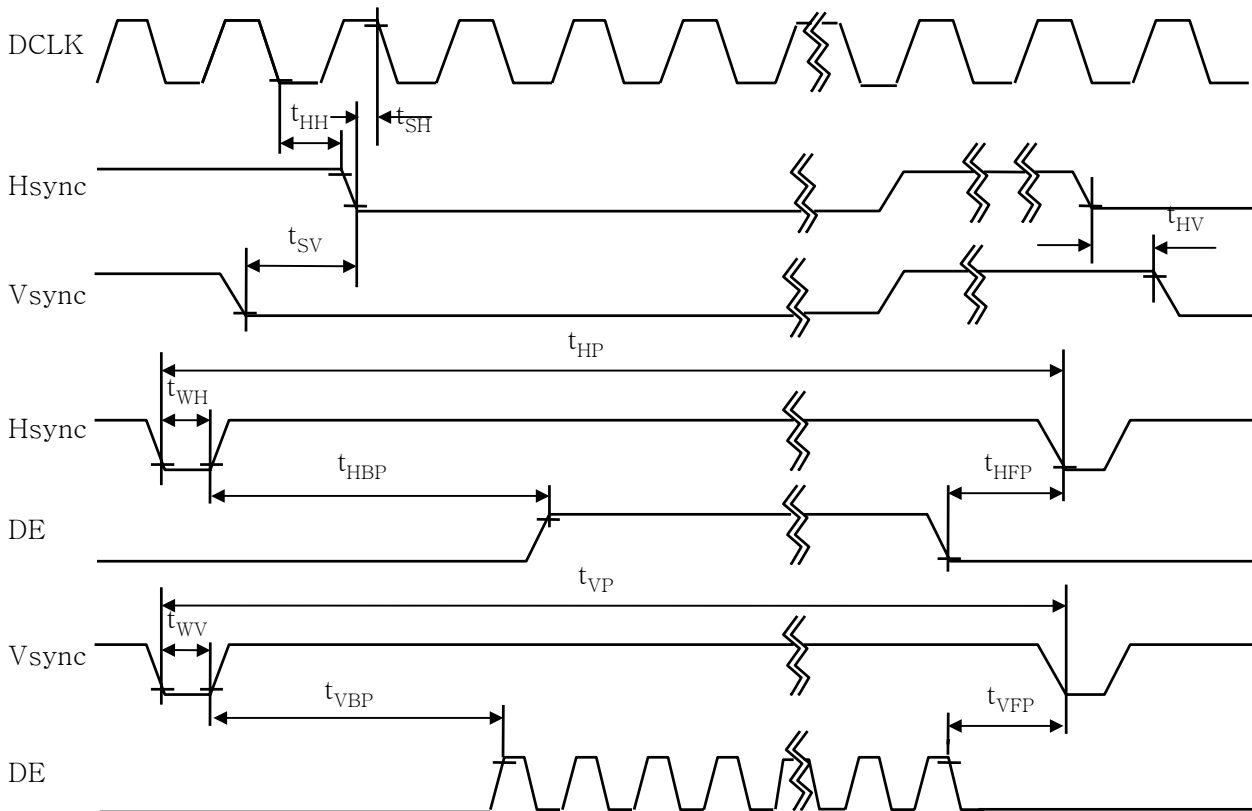 DCLK
tHH
tSH
Hsync
tHV
tSV
Vsync
tHP
tWH
Hsync
tHBP
tHFP
DE
tVP
tWV
Vsync
tVBP
tVFP
DE